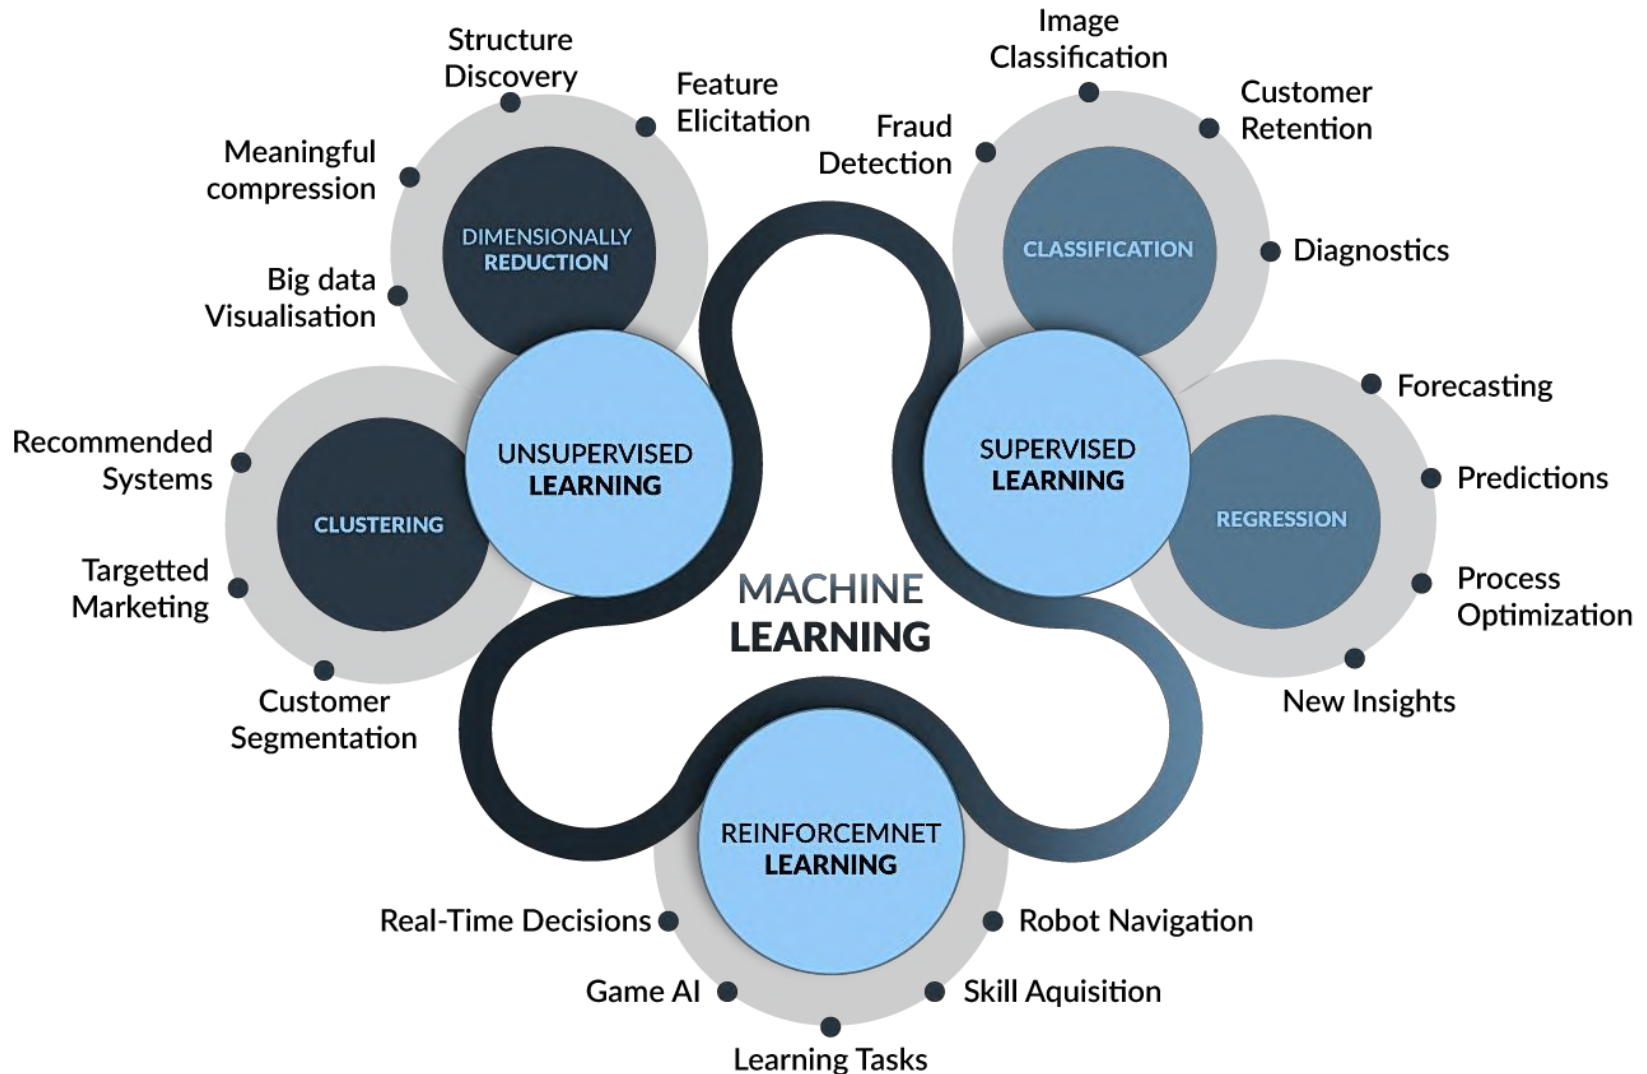 Structure
Discovery
Feature
Elicitation
Meaningful
compression
Big data
Visualisation
DIMENSIONALLY
REDUCTION
Recommended
Systems
Targetted
Marketing
Customer
Segmentation
CLUSTERING
UNSUPERVISED
LEARNING
Image
Classification
Customer
Retention
Fraud
Detection
Diagnostics
CLASSIFICATION
SUPERVISED
LEARNING
Forecasting
Predictions
Process
Optimization
New Insights
REGRESSION
MACHINE
LEARNING
REINFORCEMNET
LEARNING
Real-Time Decisions
Robot Navigation
Game AI
Skill Aquisition
Learning Tasks